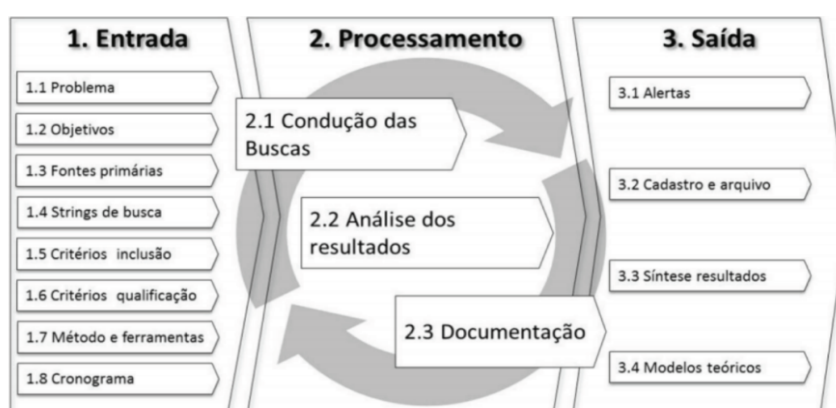 1. Entrada
1.1 Problema
1.2 Objetivos
1.3 Fontes primárias
1.4 Strings de busca
1.5 Critérios inclusão
1.6 Critérios qualificação
1.7 Método e ferramentas
1.8 Cronograma
2. Processamento
2.1 Condução das
Buscas
2.2 Análise dos
resultados
2.3 Documentação
3. Saída
3.1 Alertas
3.2 Cadastro e arquivo
3.3 Síntese resultados
3.4 Modelos teóricos